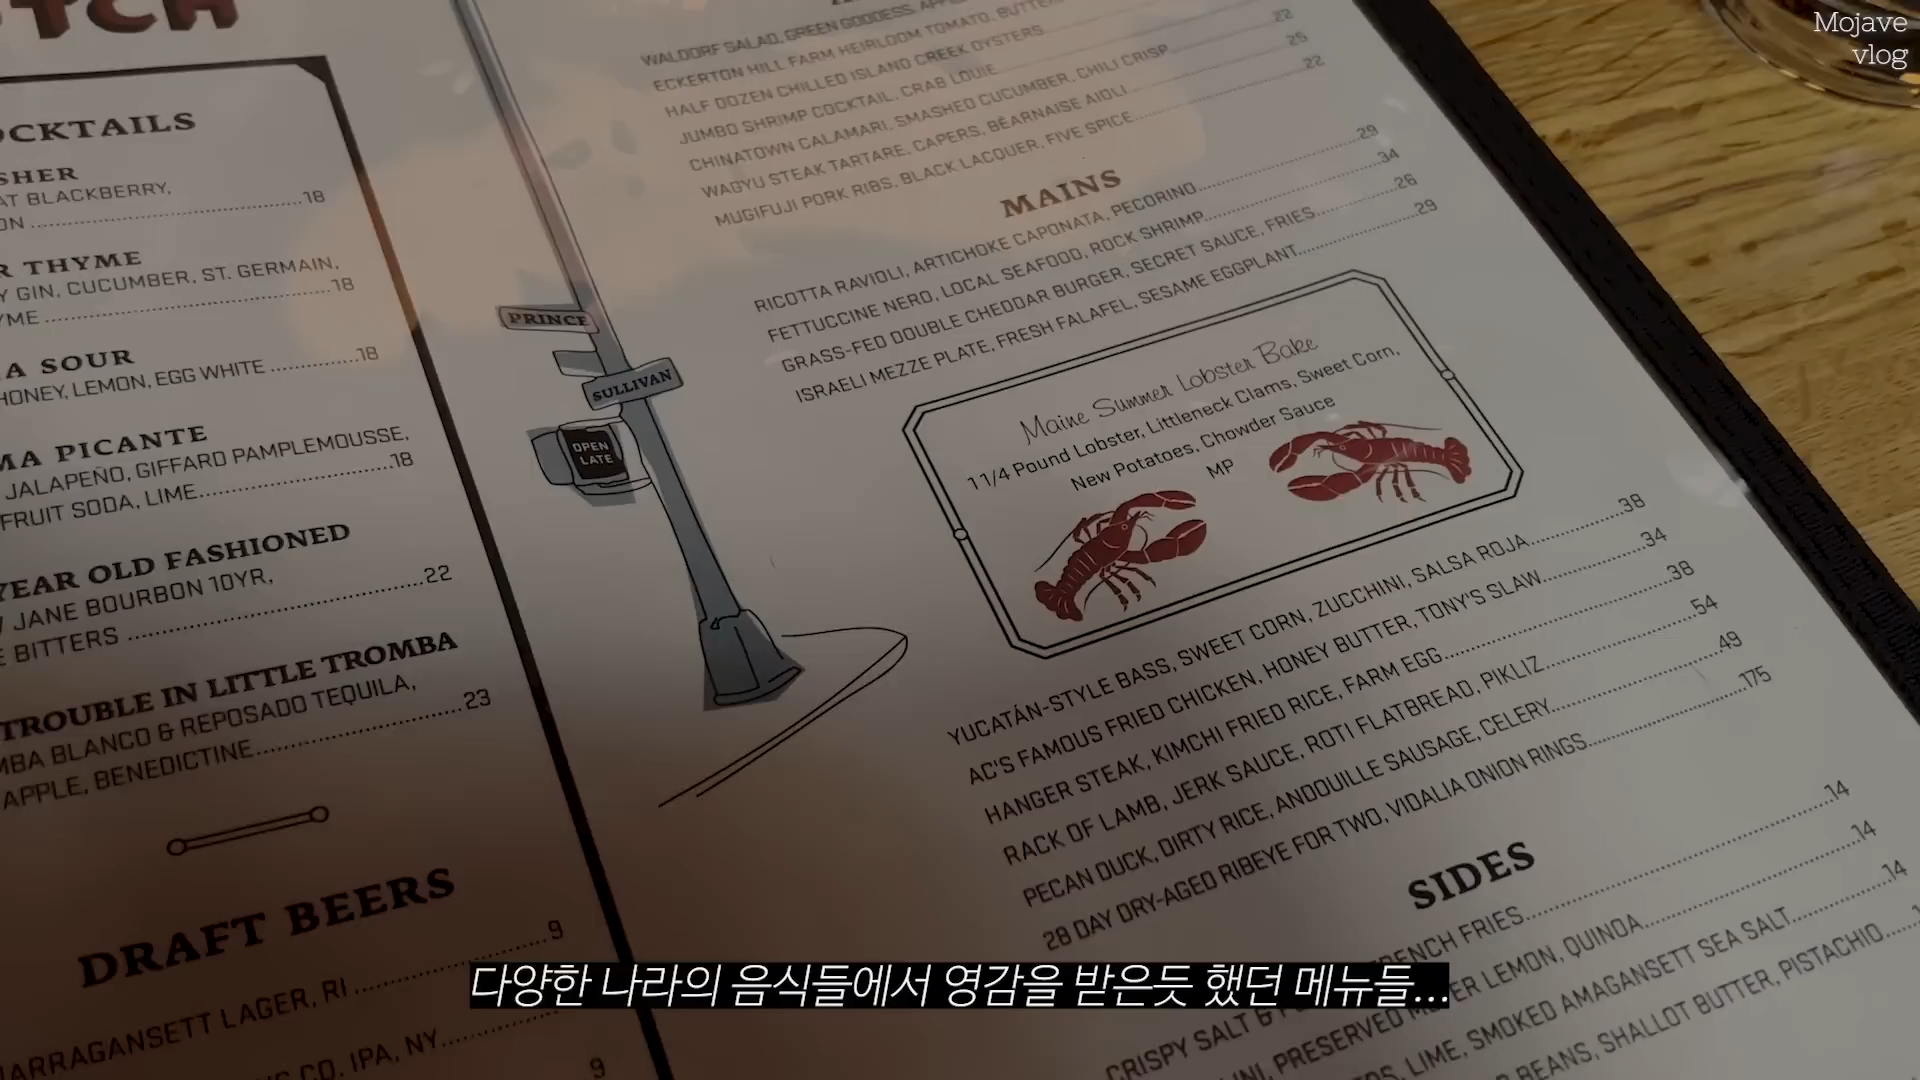 Mojave
vlog
TCH
COCKTAILS
BLACKBERRY,
18
THYME
GIN, CUCUMBER, ST. GERMAIN,
18
SOUR
HONEY, LEMON, EGG WHITE 18
PICANTE
JALAPEÑO, GIFFARD PAMPLEMOUSSE,
FRUIT SODA, LIME 18
YEAR OLD FASHIONED
JANE BOURBON 10YR,
BITTERS 22
TROUBLE IN LITTLE TROMBA
BLANCO & REPOSADO TEQUILA,
APPLE, BENEDICTINE 23
DRAFT BEERS
NARRAGANSETT LAGER, RI 9
CO. IPA, NY
9
PRINCE
SULLIVAN
OPEN
LATE
WALDORF SALAD, GREEN GODDESS,
ECKERTON HILL FARM HEIRLOOM TOMATO,
HALF DOZEN CHILLED ISLAND CREEK OYSTERS
JUMBO SHRIMP COCKTAIL, CRAB LOUIE
CHINATOWN CALAMARI, SMASHED CUCUMBER, CHILI CRISP 22
WAGYU STEAK TARTARE, CAPERS, BÉARNAISE AIOLI 25
MUGIFUJI PORK RIBS, BLACK LACQUER, FIVE SPICE 22
MAINS
RICOTTA RAVIOLI, ARTICHOKE CAPONATA, PECORINO 29
FETTUCCINE NERO, LOCAL SEAFOOD, ROCK SHRIMP 34
GRASS-FED DOUBLE CHEDDAR BURGER, SECRET SAUCE, FRIES 26
ISRAELI MEZZE PLATE, FRESH FALAFEL, SESAME EGGPLANT 29
Maine Summer Lobster Bake
1 1/4 Pound Lobster, Littleneck Clams, Sweet Corn,
New Potatoes, Chowder Sauce
MP
YUCATÁN-STYLE BASS, SWEET CORN, ZUCCHINI, SALSA ROJA 38
AC'S FAMOUS FRIED CHICKEN, HONEY BUTTER, TONY'S SLAW 34
HANGER STEAK, KIMCHI FRIED RICE, FARM EGG 38
RACK OF LAMB, JERK SAUCE, ROTI FLATBREAD, PIKLIZ 54
PECAN DUCK, DIRTY RICE, ANDOUILLE SAUSAGE, CELERY 49
28 DAY DRY-AGED RIBEYE FOR TWO, VIDALIA ONION RINGS 175
SIDES
CRISPY SALT & FRENCH FRIES 14
PRESERVED LEMON, QUINOA 14
LIME, SMOKED AMAGANSETT SEA SALT 14
BEANS, SHALLOT BUTTER, PISTACHIO
다양한 나라의 음식들에서 영감을 받은듯 했던 메뉴들...